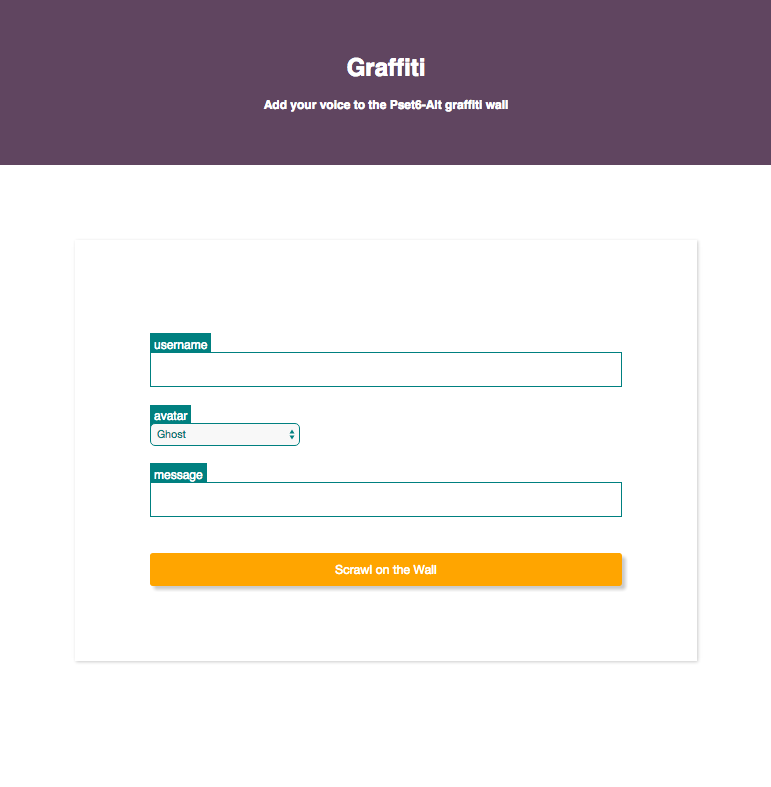 Graffiti
Add your voice to the Pset6-Alt graffiti wall
username
avatar
Ghost
message
Scrawl on the Wall